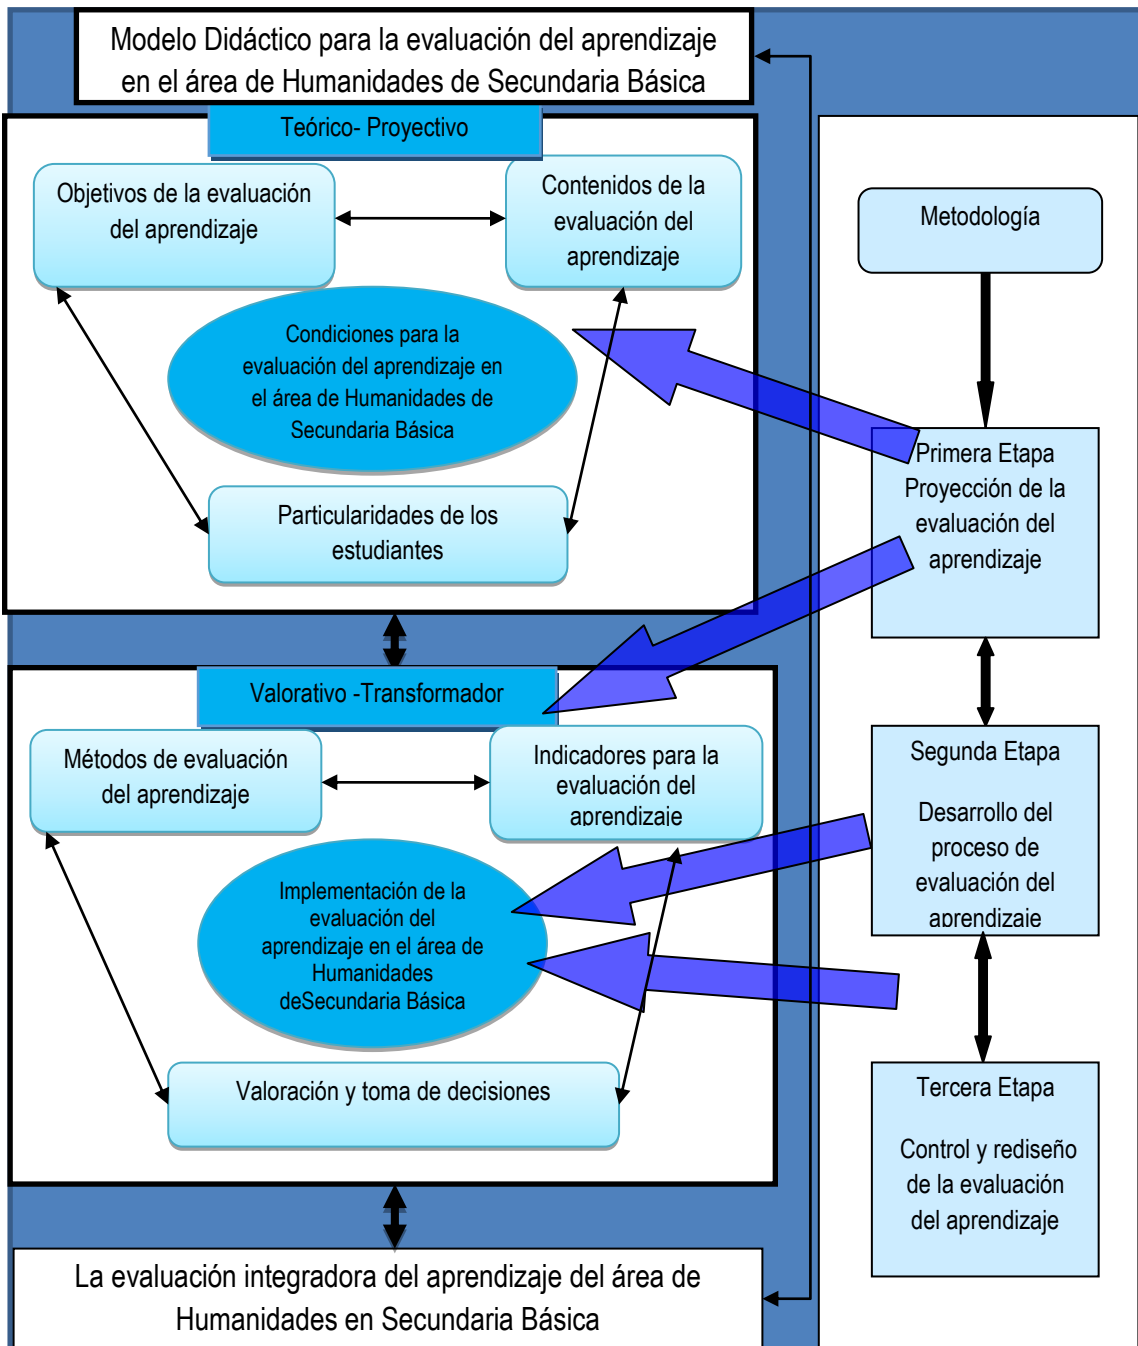 Modelo Didáctico para la evaluación del aprendizaje
en el área de Humanidades de Secundaria Básica
Teórico- Proyectivo
Objetivos de la evaluación
del aprendizaje
Contenidos de la
evaluación del
aprendizaje
Condiciones para la
evaluación del aprendizaje en
el área de Humanidades de
Secundaria Básica
Particularidades de los
estudiantes
Valorativo -Transformador
Métodos de evaluación
del aprendizaje
Indicadores para la
evaluación del
aprendizaje
Implementación de la
evaluación del
aprendizaje en el área de
Humanidades
deSecundaria Básica
Valoración y toma de decisiones
La evaluación integradora del aprendizaje del área de
Humanidades en Secundaria Básica
Metodología
Primera Etapa
Proyección de la
evaluación del
aprendizaje
Segunda Etapa
Desarrollo del
proceso de
evaluación del
aprendizaje
Tercera Etapa
Control y rediseño
de la evaluación
del aprendizaje